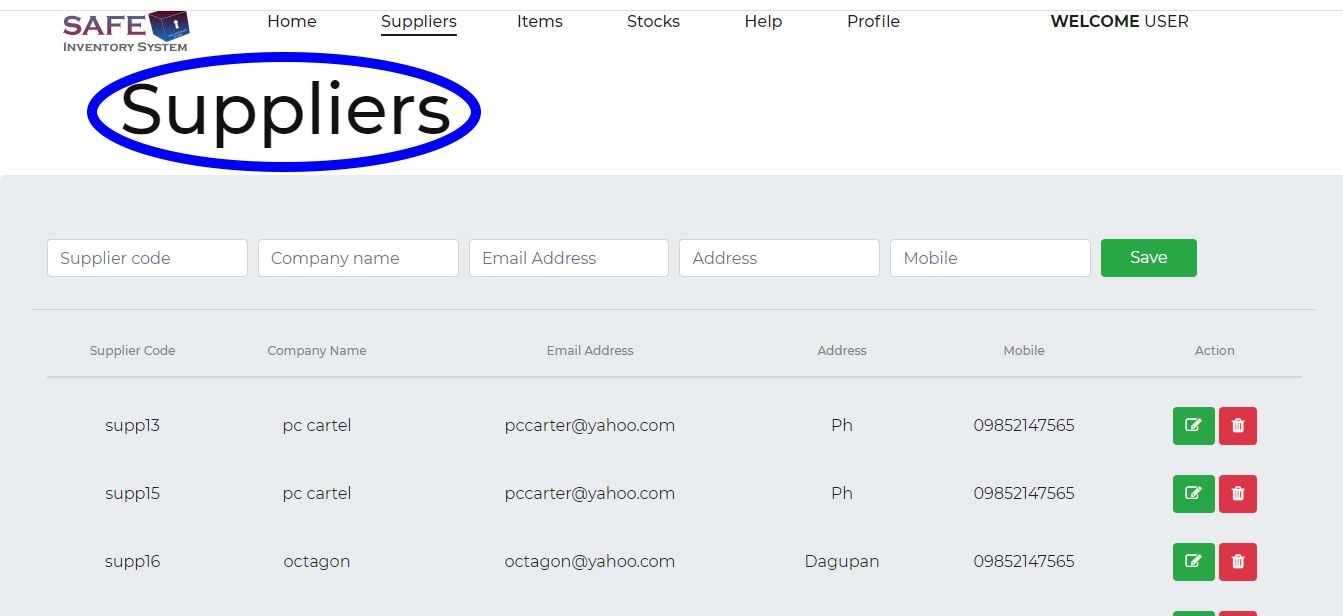 SAFE
INVENTORY SYSTEM
Home Suppliers Items Stocks Help Profile WELCOME USER
Suppliers
Supplier code Company name Email Address Address Mobile Save
Supplier Code Company Name Email Address Address Mobile Action
supp13 pc cartel pccarter@yahoo.com Ph 09852147565
supp15 pc cartel pccarter@yahoo.com Ph 09852147565
supp16 octagon octagon@yahoo.com Dagupan 09852147565